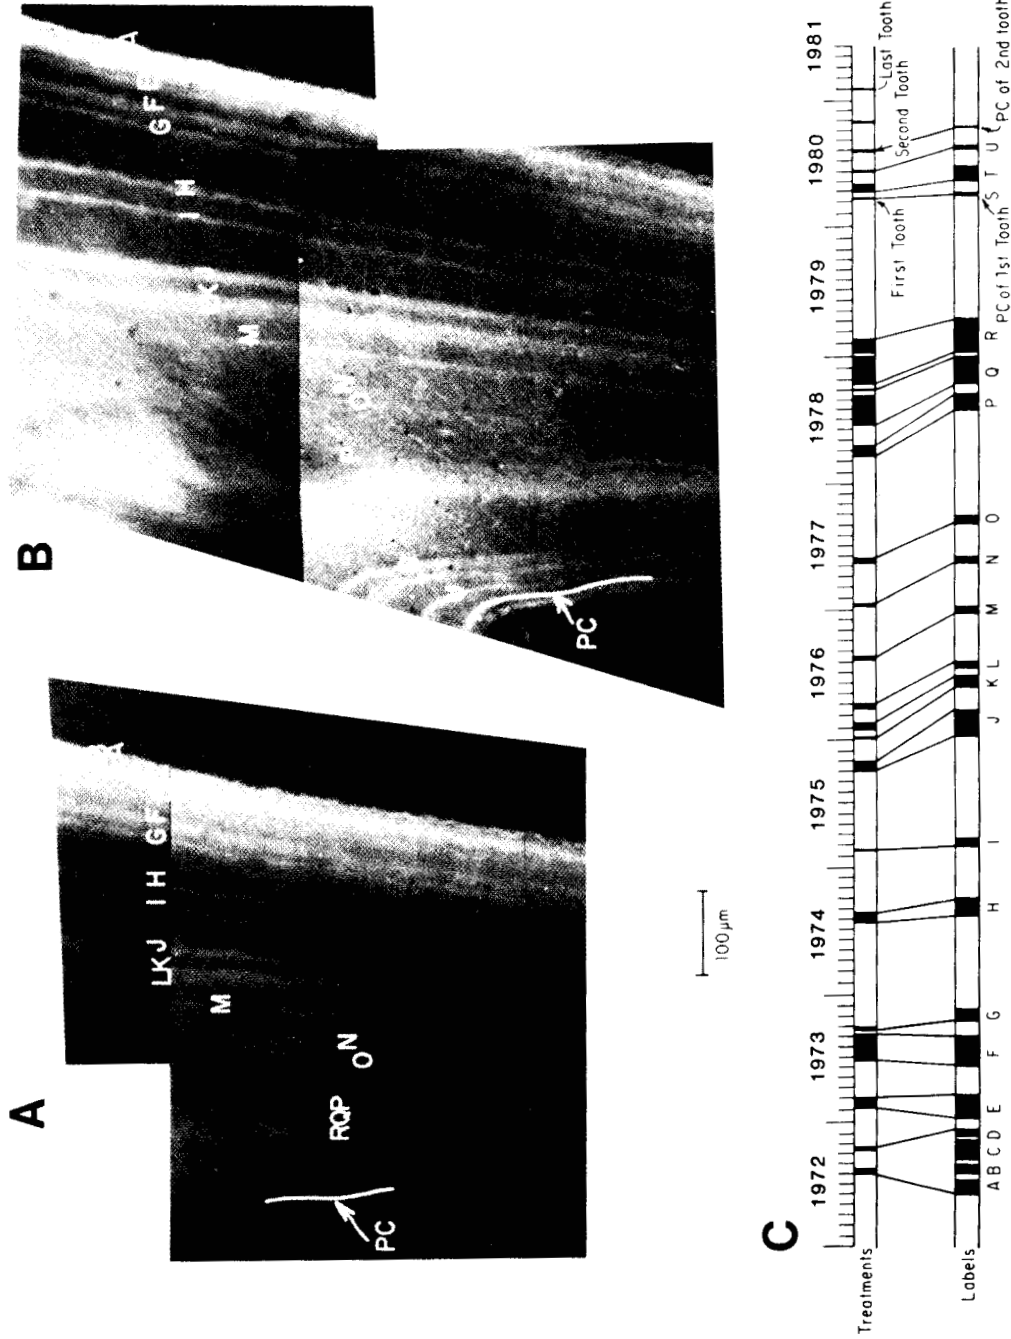 A
A
G F
I H
LKJ
M
O N
RQP
PC
100µm
B
A
G F E
I H
K
M
PC
C
1972 1973 1974 1975 1976 1977 1978 1979 1980 1981
Treatments
First Tooth
Second Tooth
Last Tooth
Labels
A B C D E F G H I J K L M N O P Q R S T U
PC of 1st Tooth
PC of 2nd tooth